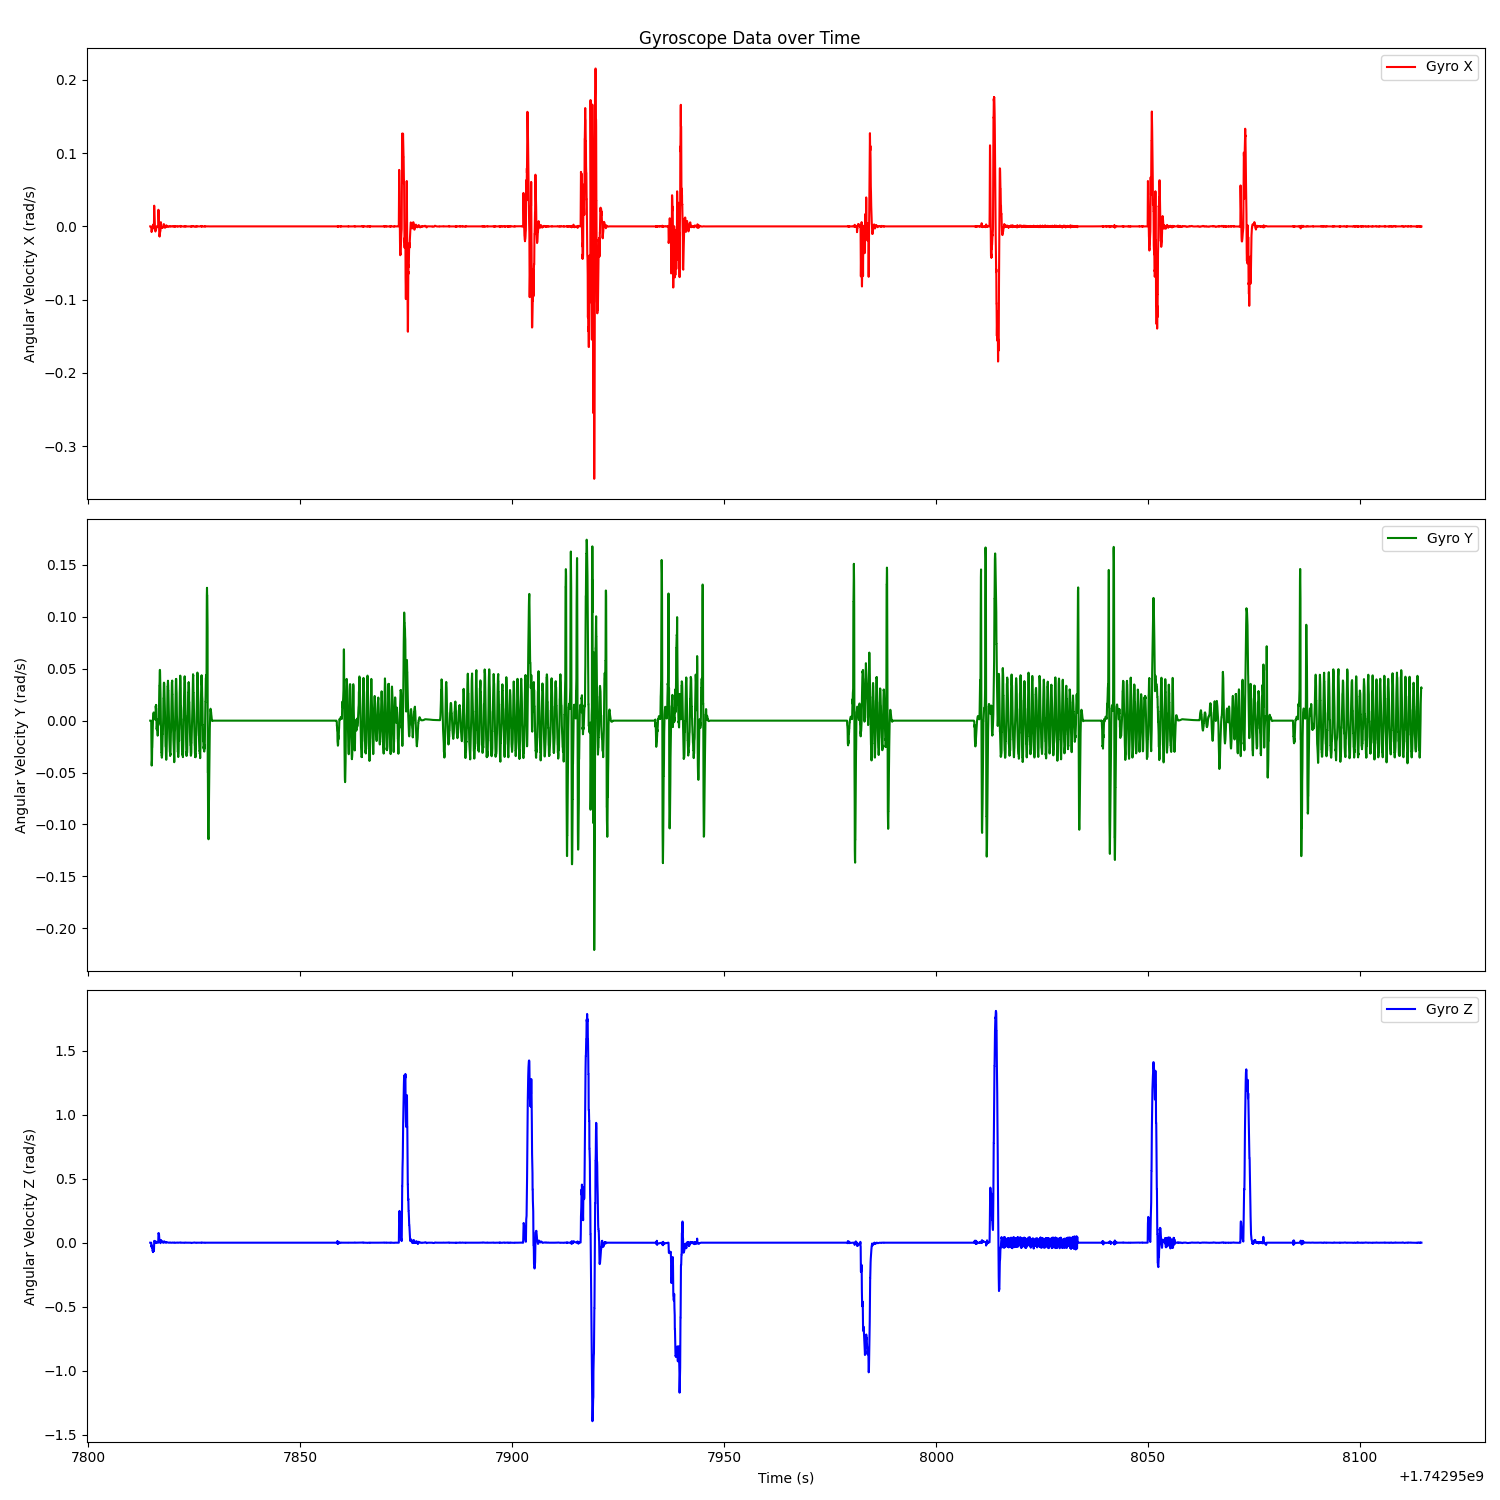 Gyroscope Data over Time
Gyro X
0.2
0.1
0.0
−0.1
−0.2
−0.3
Angular Velocity X (rad/s)
Gyro Y
0.15
0.10
0.05
0.00
−0.05
−0.10
−0.15
−0.20
Angular Velocity Y (rad/s)
Gyro Z
1.5
1.0
0.5
0.0
−0.5
−1.0
−1.5
Angular Velocity Z (rad/s)
7800 7850 7900 7950 8000 8050 8100
Time (s)
+1.74295e9